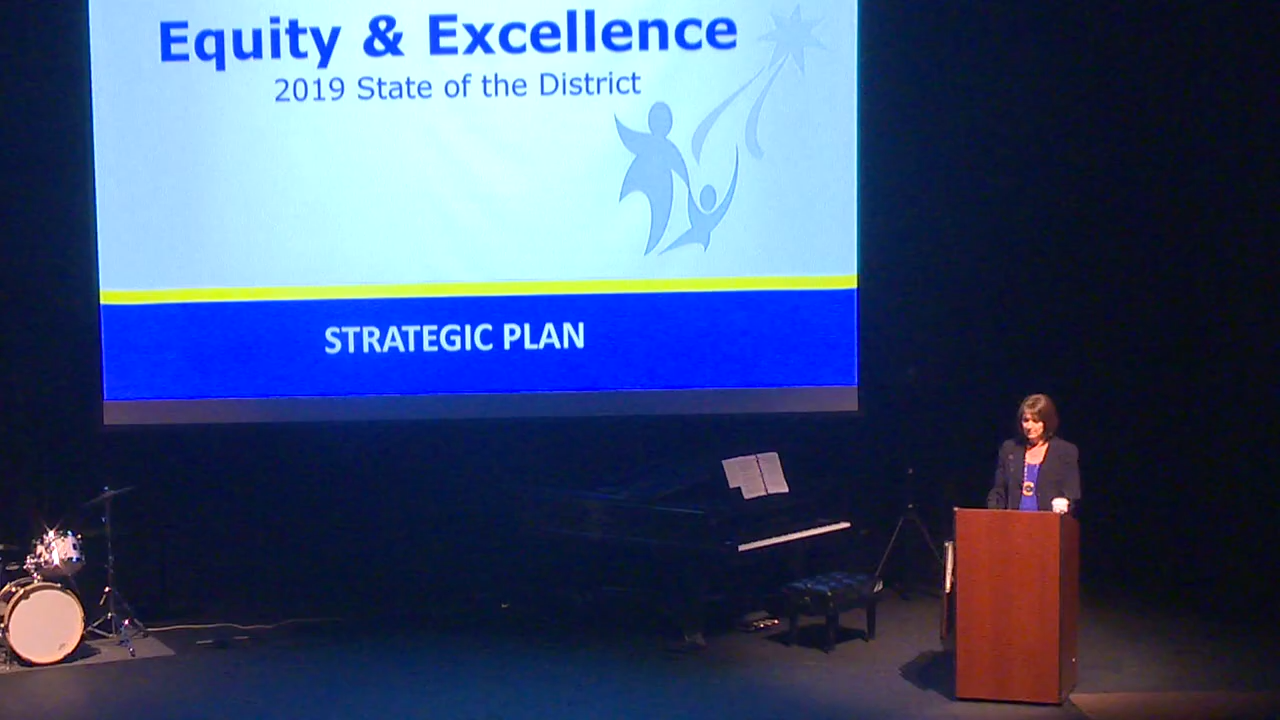 Equity & Excellence
2019 State of the District
STRATEGIC PLAN